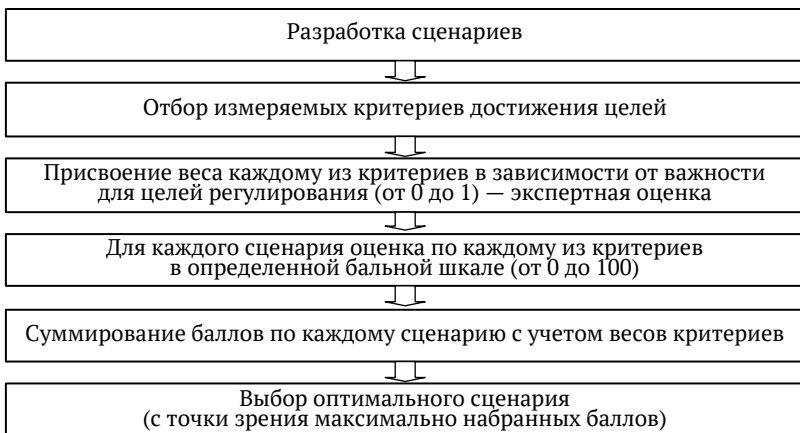 Разработка сценариев
Отбор измеряемых критериев достижения целей
Присвоение веса каждому из критериев в зависимости от важности
для целей регулирования (от 0 до 1) — экспертная оценка
Для каждого сценария оценка по каждому из критериев
в определенной бальной шкале (от 0 до 100)
Суммирование баллов по каждому сценарию с учетом весов критериев
Выбор оптимального сценария
(с точки зрения максимально набранных баллов)